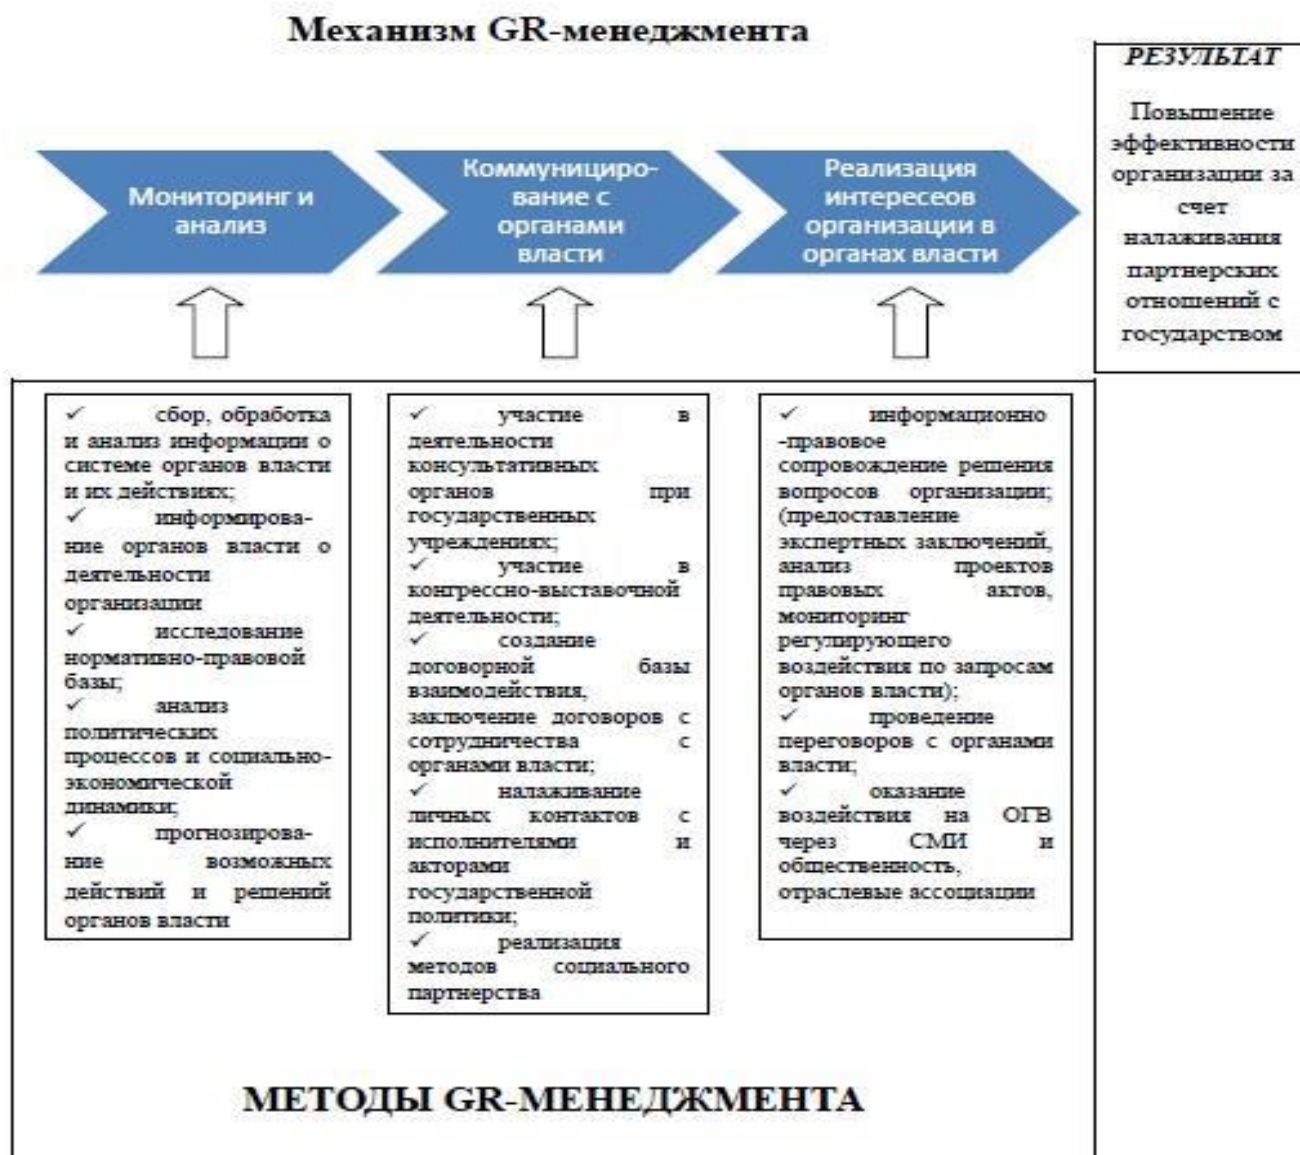 Механизм GR-менеджмента
РЕЗУЛЬТАТ
Повышение
эффективности
организации за
счет
налаживания
партнерских
отношений с
государством
Мониторинг и
анализ
Коммунициро-
вание с
органами
власти
Реализация
интересеов
организации в
органах власти
✓ сбор, обработка
и анализ информации о
системе органов власти
и их действиях;
✓ информирова-
ние органов власти о
деятельности
организации
✓ исследование
нормативно-правовой
базы;
✓ анализ
политических
процессов и социально-
экономической
динамики;
✓ прогнозирова-
ние возможных
действий и решений
органов власти
✓ участие в
деятельности
консультативных
органов при
государственных
учреждениях;
✓ участие в
конгрессно-выставочной
деятельности;
✓ создание
договорной базы
взаимодействия,
заключение договоров с
сотрудничества с
органами власти;
✓ налаживание
личных контактов с
исполнителями и
акторами
государственной
политики;
✓ реализация
методов социального
партнерства
✓ информационно
-правовое
сопровождение решения
вопросов организации;
(предоставление
экспертных заключений,
анализ проектов
правовых актов,
мониторинг
регулирующего
воздействия по запросам
органов власти);
✓ проведение
переговоров с органами
власти;
✓ оказание
воздействия на ОГВ
через СМИ и
общественность,
отраслевые ассоциации
МЕТОДЫ GR-МЕНЕДЖМЕНТА